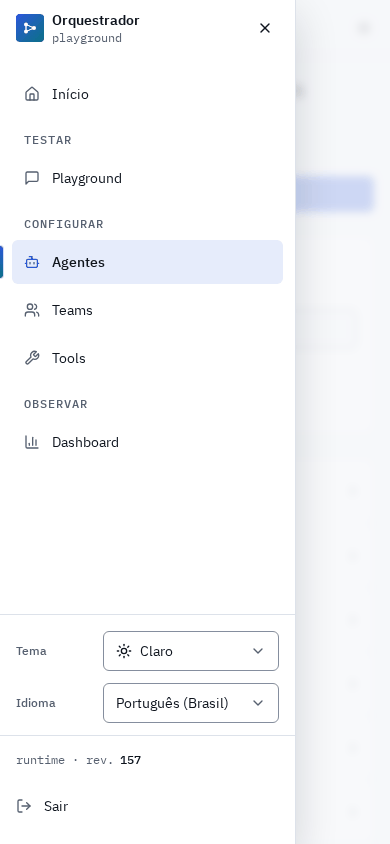 Orquestrador
playground
Início
TESTAR
Playground
CONFIGURAR
Agentes
Teams
Tools
OBSERVAR
Dashboard
Tema
Claro
Idioma
Português (Brasil)
runtime · rev. 157
Sair